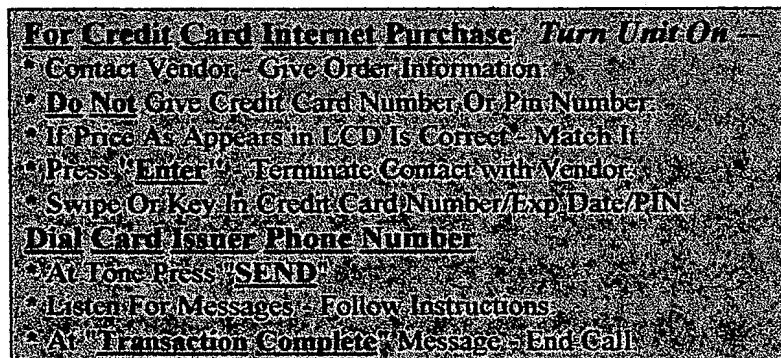 For Credit Card Internet Purchase Turn Unit On —
* Contact Vendor - Give Order Information
* Do Not Give Credit Card Number Or Pin Number
* If Price As Appears in LCD Is Correct - Match It
* Press "Enter" - Terminate Contact with Vendor
* Swipe Or Key In Credit Card Number/Exp Date/PIN
Dial Card Issuer Phone Number
* At Tone Press "SEND"
* Listen For Messages - Follow Instructions
* At "Transaction Complete" Message - End Call